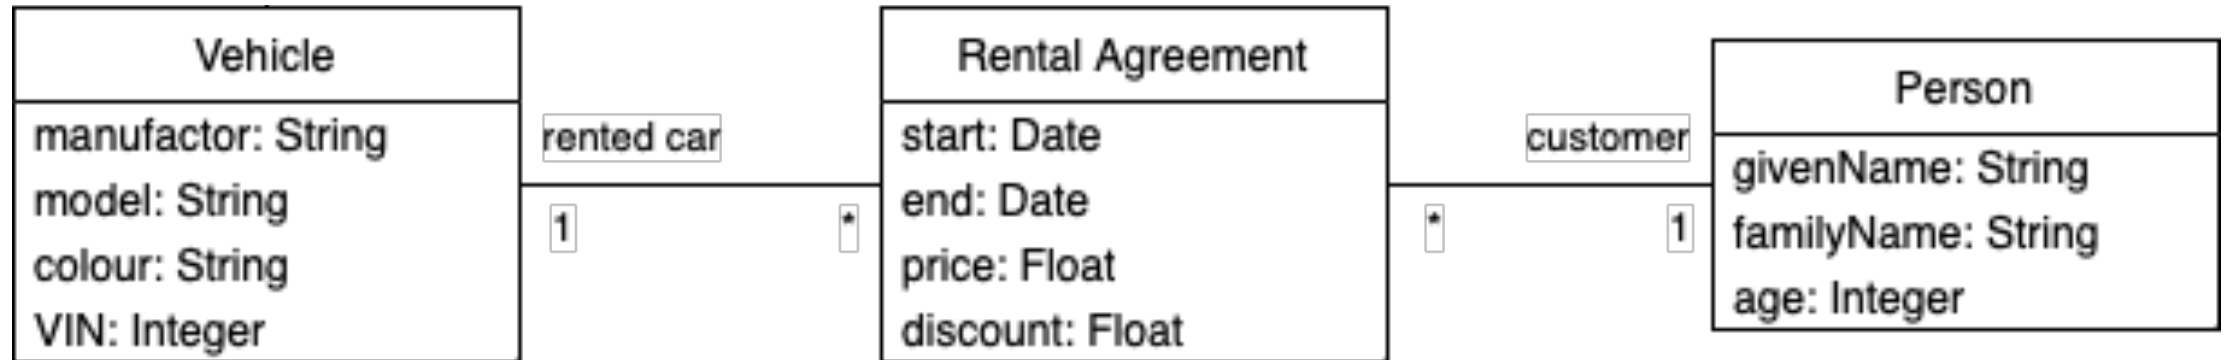 Vehicle
manufactor: String
model: String
colour: String
VIN: Integer
rented car
1
*
Rental Agreement
start: Date
end: Date
price: Float
discount: Float
customer
*
1
Person
givenName: String
familyName: String
age: Integer